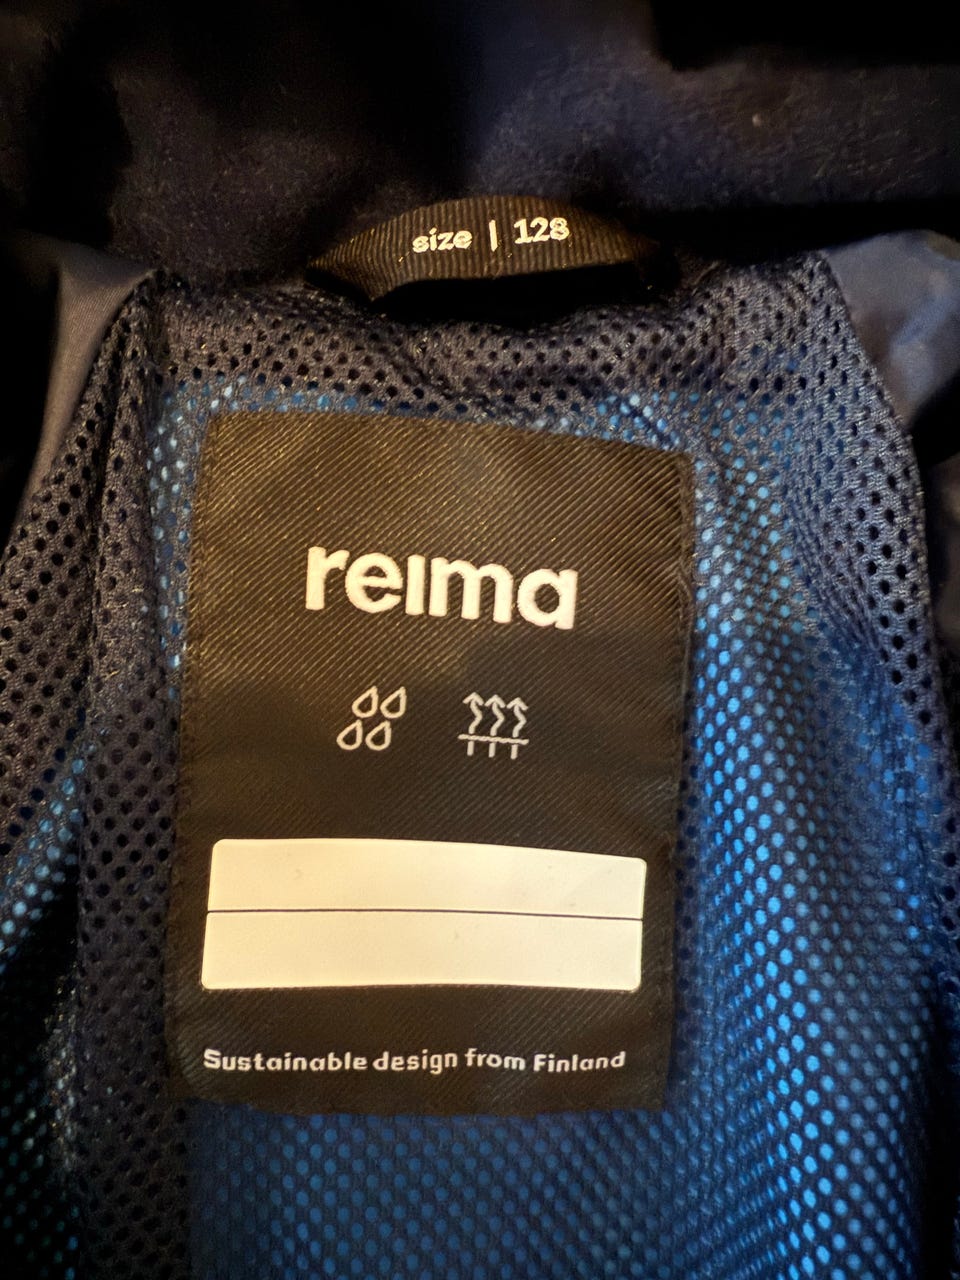 size | 128
reima
Sustainable design from Finland